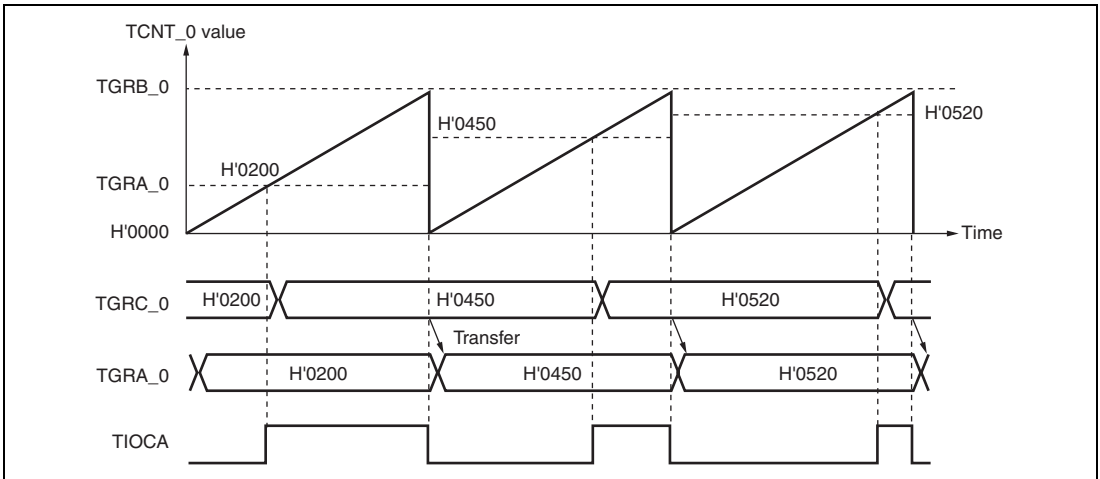 TCNT_0 value
TGRB_0
H'0520
H'0450
H'0200
TGRA_0
H'0000
Time
TGRC_0
H'0200
H'0450
H'0520
Transfer
TGRA_0
H'0200
H'0450
H'0520
TIOCA